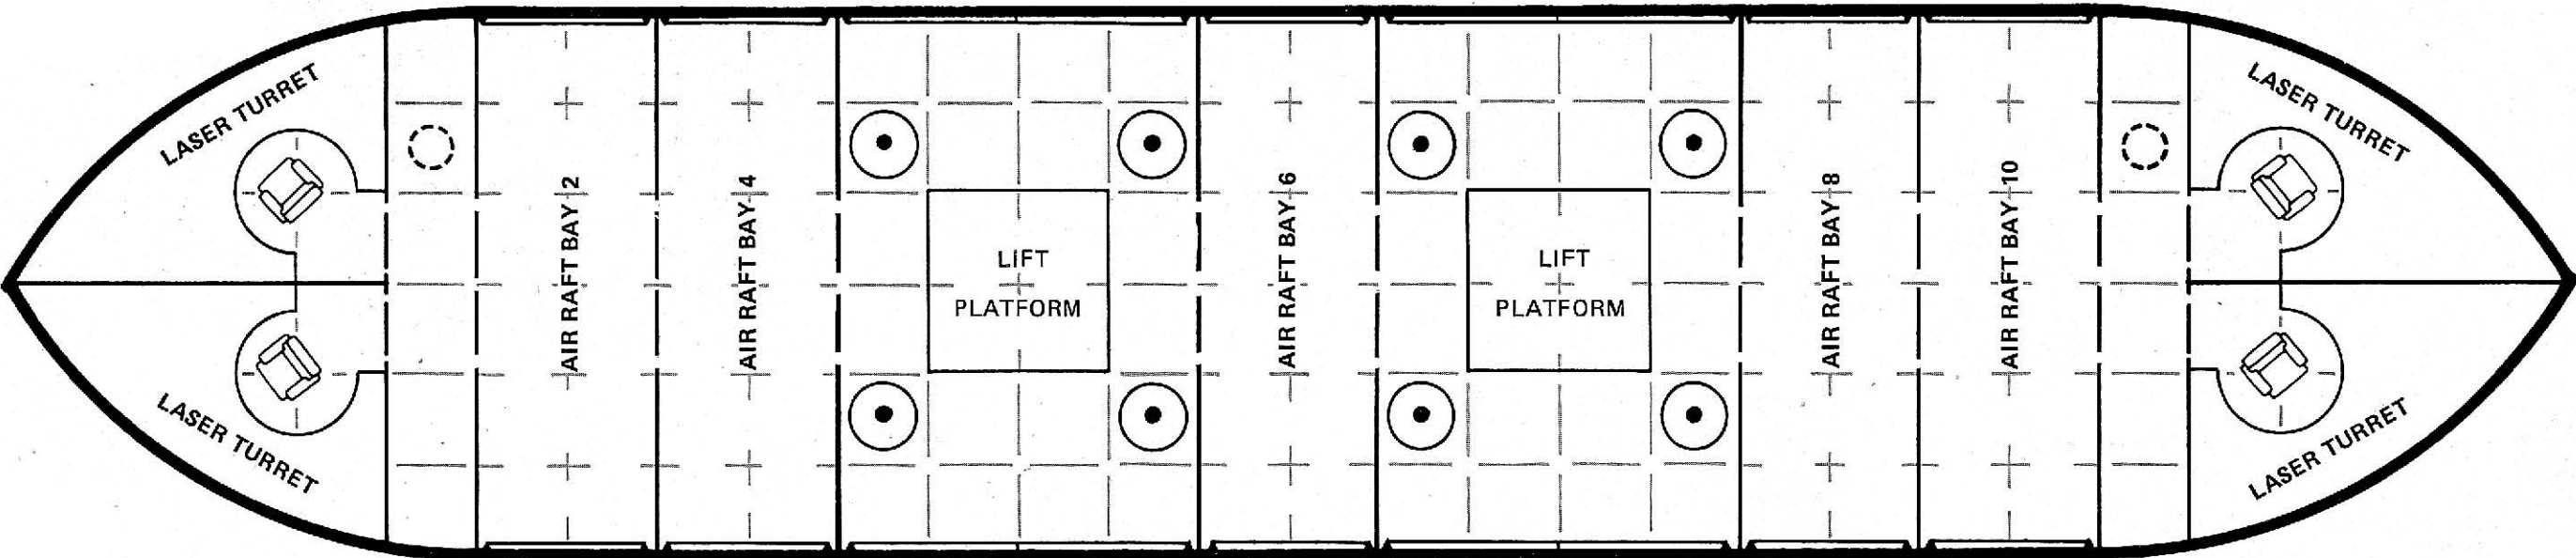 LASER TURRET
LASER TURRET
AIR RAFT BAY 2
AIR RAFT BAY 4
LIFT
PLATFORM
AIR RAFT BAY 6
LIFT
PLATFORM
AIR RAFT BAY 8
AIR RAFT BAY 10
LASER TURRET
LASER TURRET